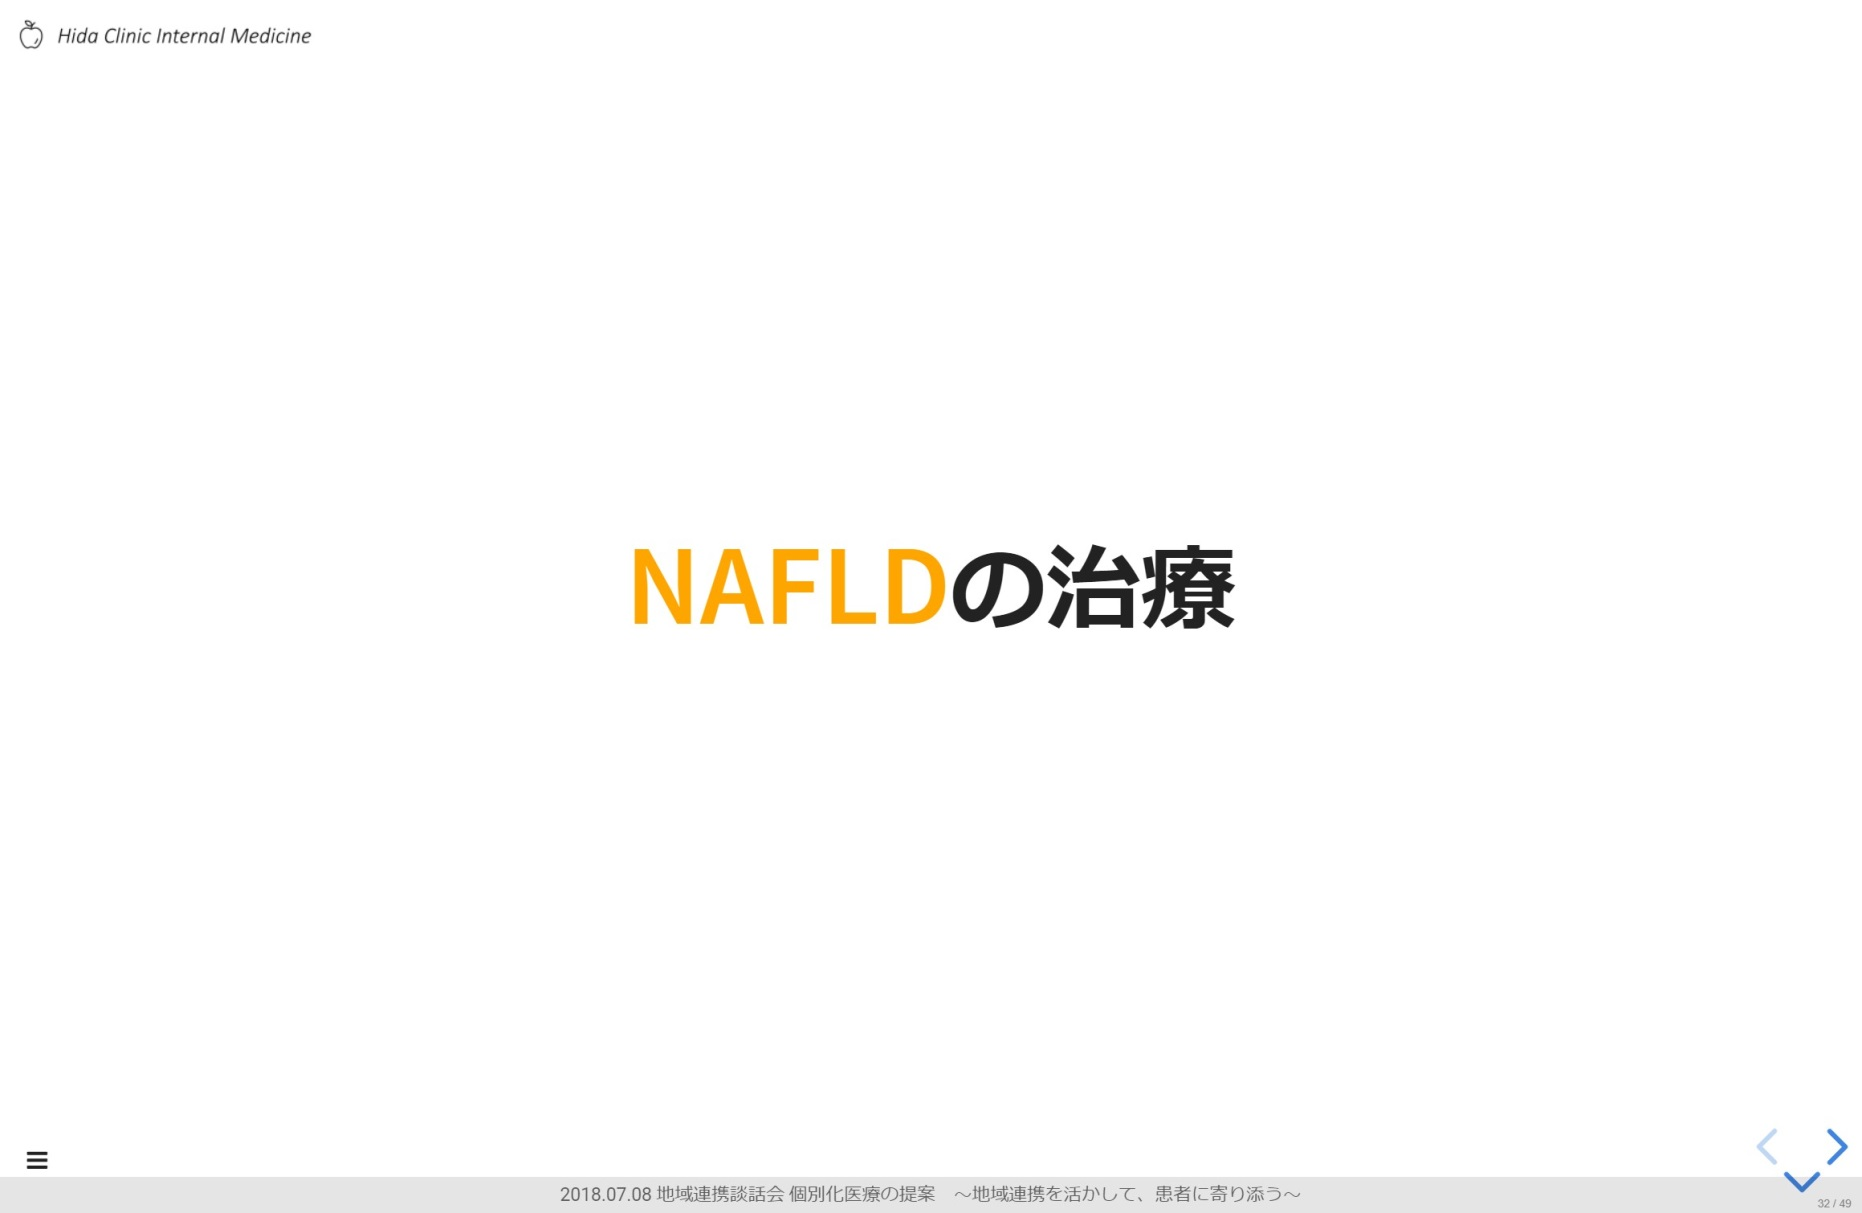 Hida Clinic Internal Medicine
NAFLDの治療
2018.07.08 地域連携談話会 個別化医療の提案　～地域連携を活かして、患者に寄り添う～
32 / 49